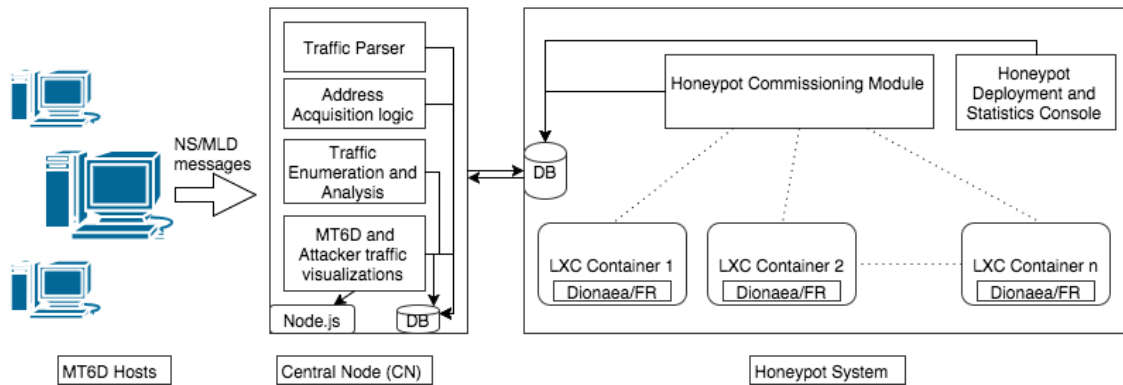 NS/MLD
messages
Traffic Parser
Address
Acquisition logic
Traffic
Enumeration and
Analysis
MT6D and
Attacker traffic
visualizations
Node.js
DB
DB
Honeypot Commissioning Module
Honeypot
Deployment and
Statistics Console
LXC Container 1
Dionaea/FR
LXC Container 2
Dionaea/FR
LXC Container n
Dionaea/FR
MT6D Hosts
Central Node (CN)
Honeypot System